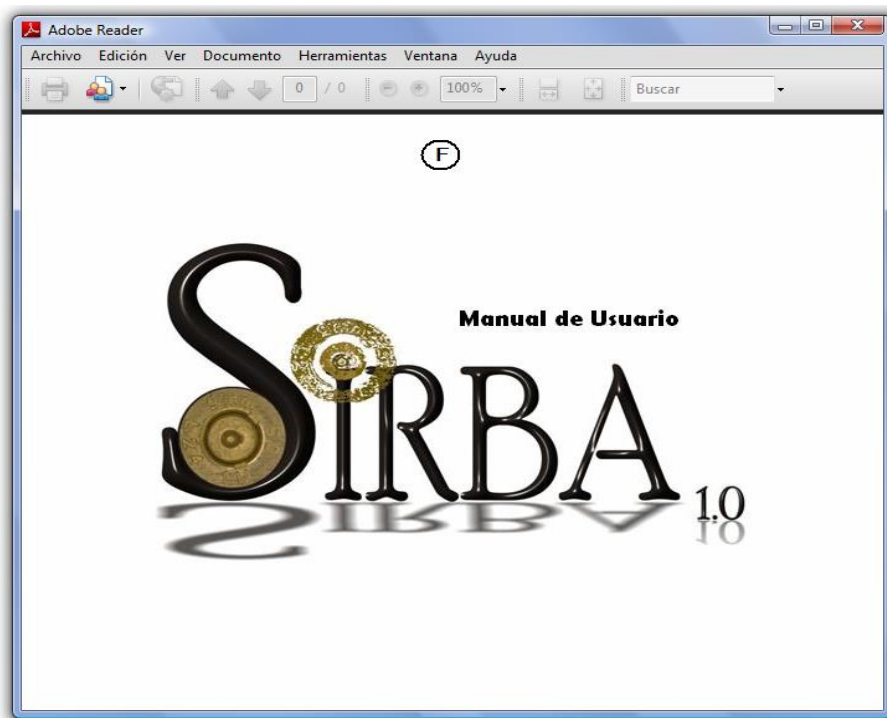 Adobe Reader
Archivo Edición Ver Documento Herramientas Ventana Ayuda
0 / 0 100% Buscar
F
Manual de Usuario
SiRBA 1.0